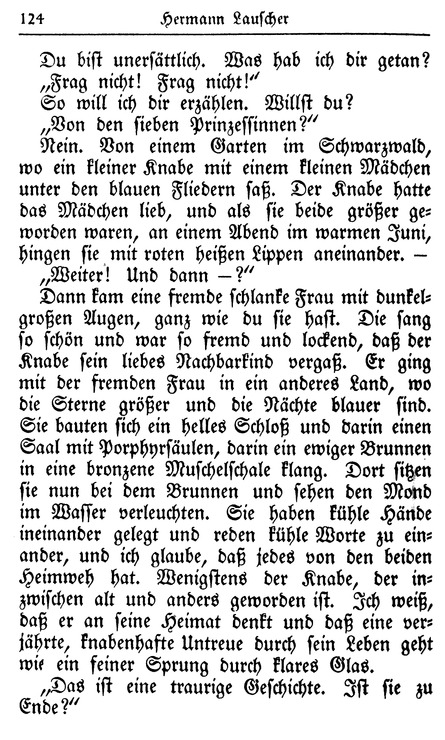 124 Hermann Lauscher
Du bist unersättlich. Was hab ich dir getan?
„Frag nicht! Frag nicht!“
So will ich dir erzählen. Willst du?
„Von den sieben Prinzessinnen?“
Nein. Von einem Garten im Schwarzwald,
wo ein kleiner Knabe mit einem kleinen Mädchen
unter den blauen Fliedern saß. Der Knabe hatte
das Mädchen lieb, und als sie beide größer ge-
worden waren, an einem Abend im warmen Juni,
hingen sie mit roten heißen Lippen aneinander. —
„Weiter! Und dann —?“
Dann kam eine fremde schlanke Frau mit dunkel-
großen Augen, ganz wie du sie hast. Die sang
so schön und war so fremd und lockend, daß der
Knabe sein liebes Nachbarkind vergaß. Er ging
mit der fremden Frau in ein anderes Land, wo
die Sterne größer und die Nächte blauer sind.
Sie bauten sich ein helles Schloß und darin einen
Saal mit Porphyrsäulen, darin ein ewiger Brunnen
in eine bronzene Muschelschale klang. Dort sitzen
sie nun bei dem Brunnen und sehen den Mond
im Wasser verleuchten. Sie haben kühle Hände
ineinander gelegt und reden kühle Worte zu ein-
ander, und ich glaube, daß jedes von den beiden
Heimweh hat. Wenigstens der Knabe, der in-
zwischen alt und anders geworden ist. Ich weiß,
daß er an seine Heimat denkt und daß eine ver-
jährte, knabenhafte Untreue durch sein Leben geht
wie ein feiner Sprung durch klares Glas.
„Das ist eine traurige Geschichte. Ist sie zu
Ende?“